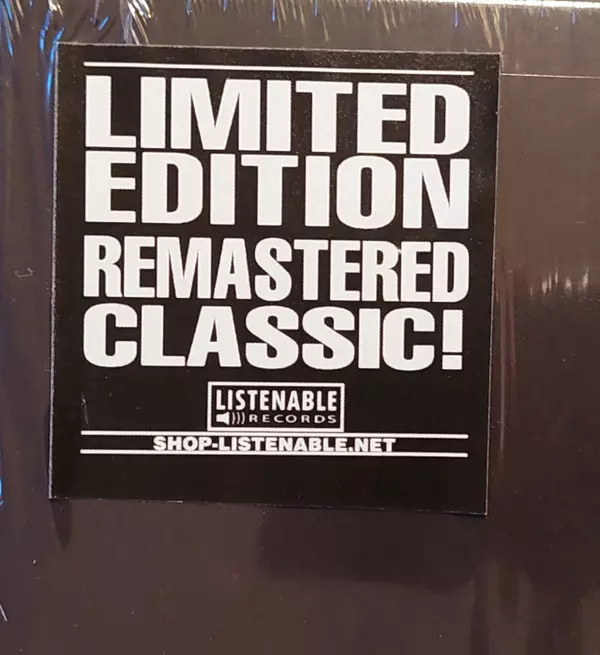 LIMITED
EDITION
REMASTERED
CLASSIC!
LISTENABLE
RECORDS
SHOP-LISTENABLE.NET